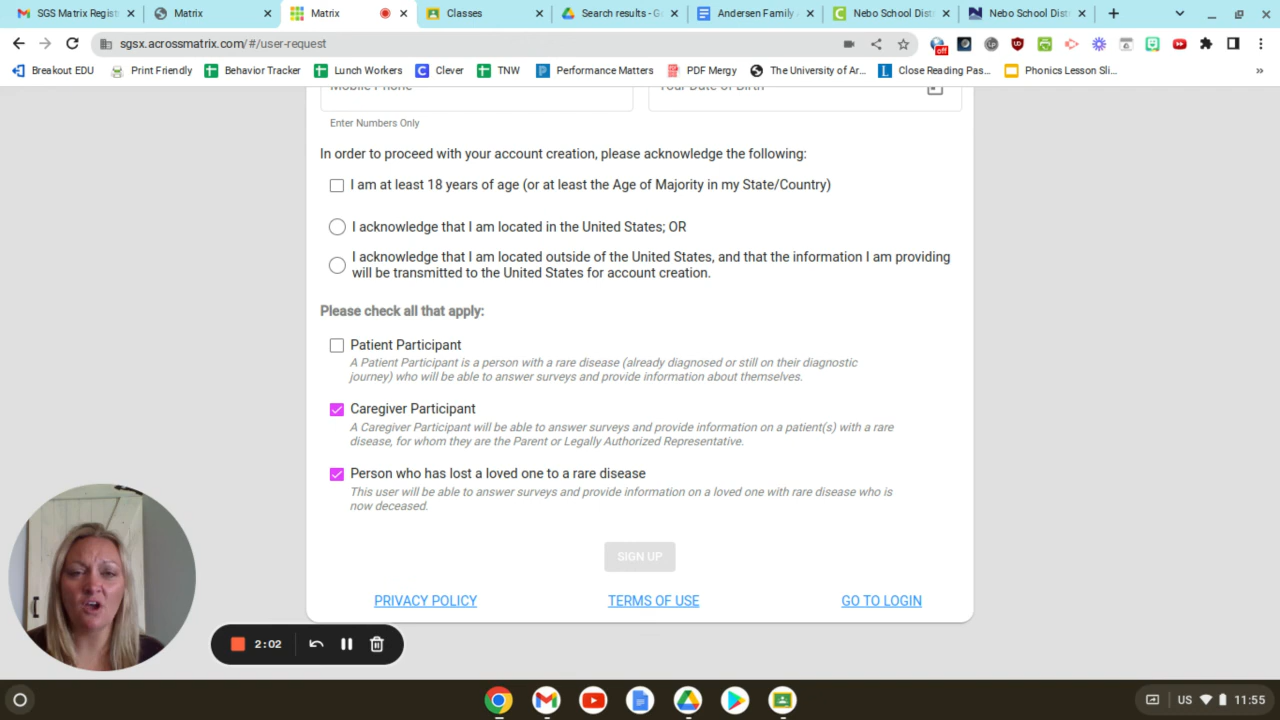 SGS Matrix Regist
Matrix
Matrix
Classes
Search results - Go
Andersen Family
Nebo School Dist
Nebo School Dist
sgsx.acrossmatrix.com/#/user-request
off
Breakout EDU
Print Friendly
Behavior Tracker
Lunch Workers
Clever
TNW
Performance Matters
PDF Mergy
The University of Ar...
Close Reading Pas...
Phonics Lesson Sli...
»
Mobile Phone
Your Date of Birth
Enter Numbers Only
In order to proceed with your account creation, please acknowledge the following:
I am at least 18 years of age (or at least the Age of Majority in my State/Country)
I acknowledge that I am located in the United States; OR
I acknowledge that I am located outside of the United States, and that the information I am providing
will be transmitted to the United States for account creation.
Please check all that apply:
Patient Participant
A Patient Participant is a person with a rare disease (already diagnosed or still on their diagnostic
journey) who will be able to answer surveys and provide information about themselves.
Caregiver Participant
A Caregiver Participant will be able to answer surveys and provide information on a patient(s) with a rare
disease, for whom they are the Parent or Legally Authorized Representative.
Person who has lost a loved one to a rare disease
This user will be able to answer surveys and provide information on a loved one with rare disease who is
now deceased.
SIGN UP
PRIVACY POLICY
TERMS OF USE
GO TO LOGIN
2:02
US
11:55